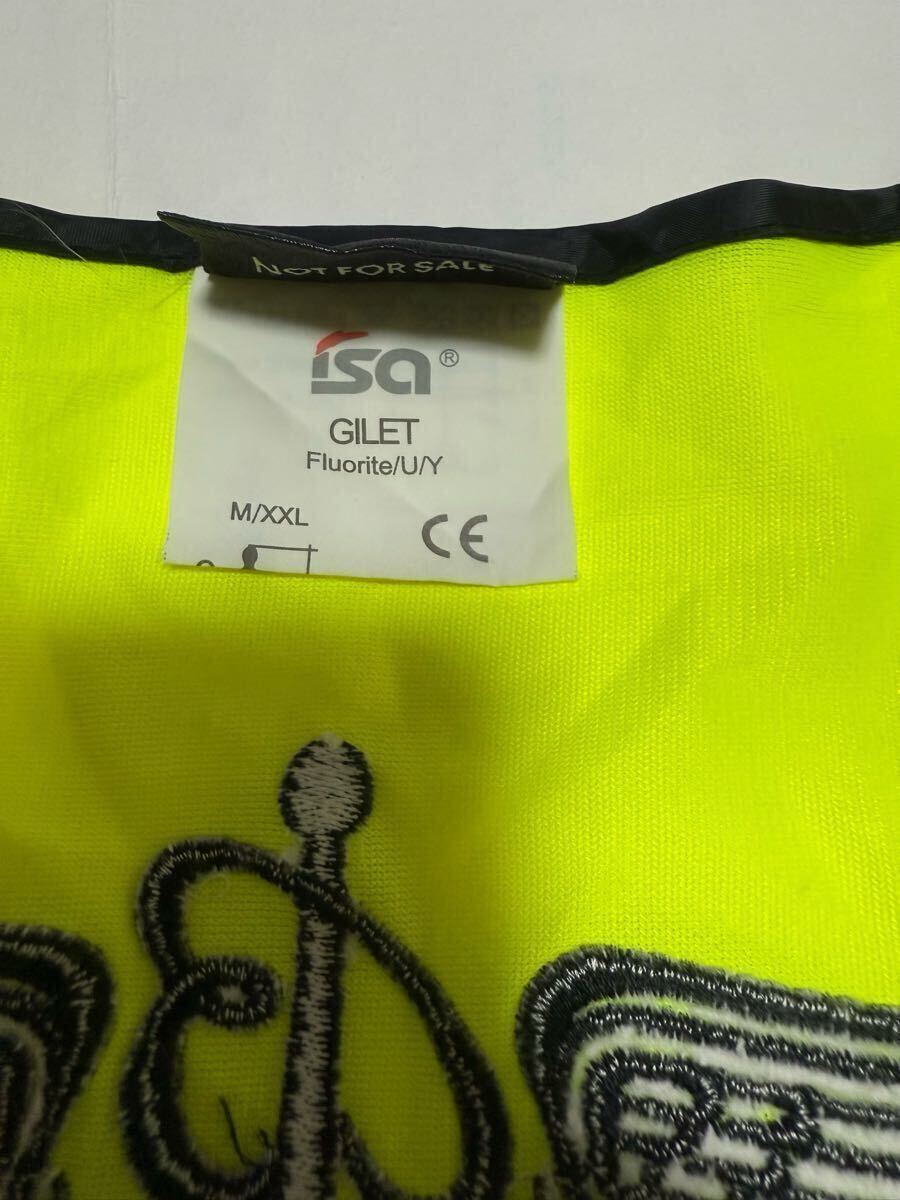 NOT FOR SALE
isa®
GILET
Fluorite/U/Y
M/XXL
CE